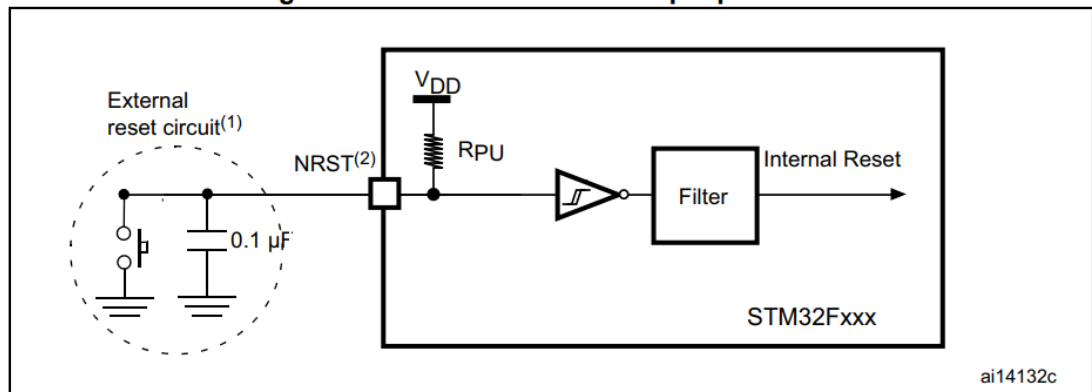 External
reset circuit(1)
VDD
RPU
NRST(2)
Internal Reset
Filter
0.1 µF
STM32Fxxx
ai14132c